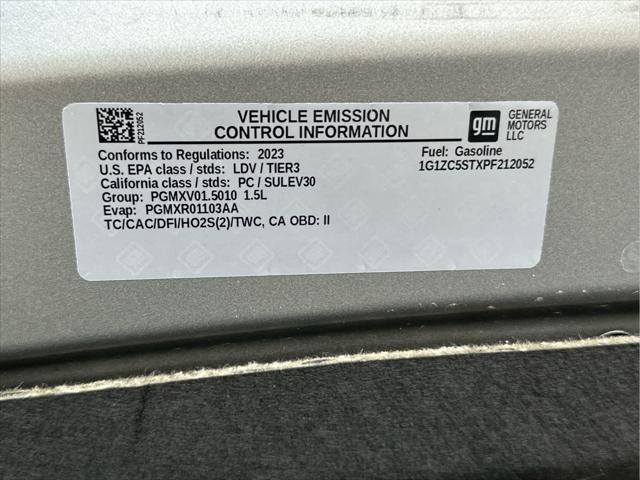 PF212052
VEHICLE EMISSION
CONTROL INFORMATION
gm
GENERAL
MOTORS
LLC
Conforms to Regulations: 2023
U.S. EPA class / stds: LDV / TIER3
California class / stds: PC / SULEV30
Group: PGMXV01.5010 1.5L
Evap: PGMXR01103AA
TC/CAC/DFI/HO2S(2)/TWC, CA OBD: II
Fuel: Gasoline
1G1ZC5STXPF212052